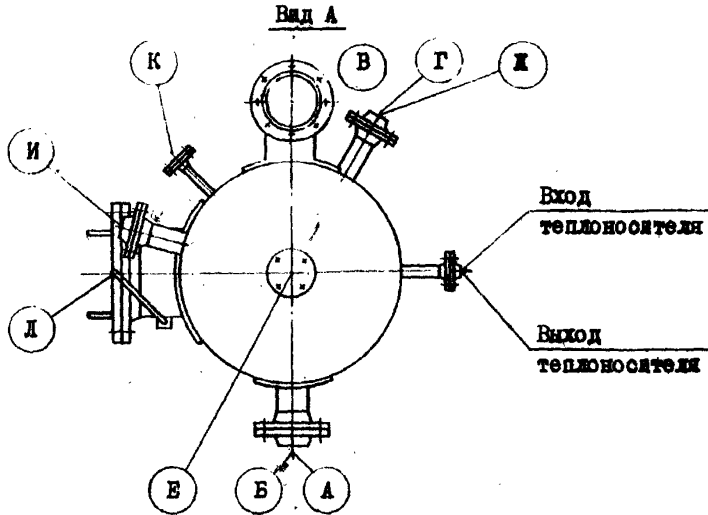 Вид А
К
В
Г
Ж
И
Вход
теплоносителя
Л
Выход
теплоносителя
Е
Б
А